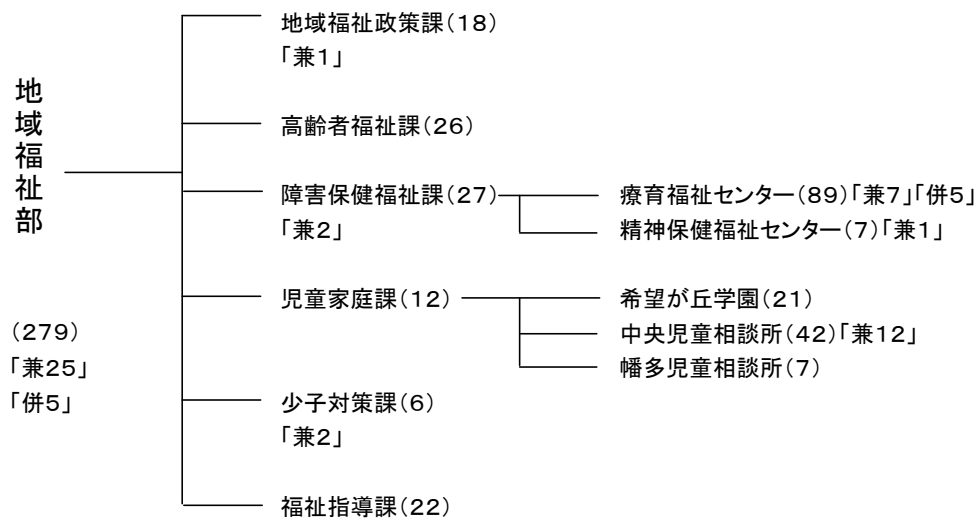 地域福祉部
(279)
「兼25」
「併5」
地域福祉政策課(18)
「兼1」
高齢者福祉課(26)
障害保健福祉課(27)
「兼2」
療育福祉センター(89)「兼7」「併5」
精神保健福祉センター(7)「兼1」
児童家庭課(12)
希望が丘学園(21)
中央児童相談所(42)「兼12」
幡多児童相談所(7)
少子対策課(6)
「兼2」
福祉指導課(22)